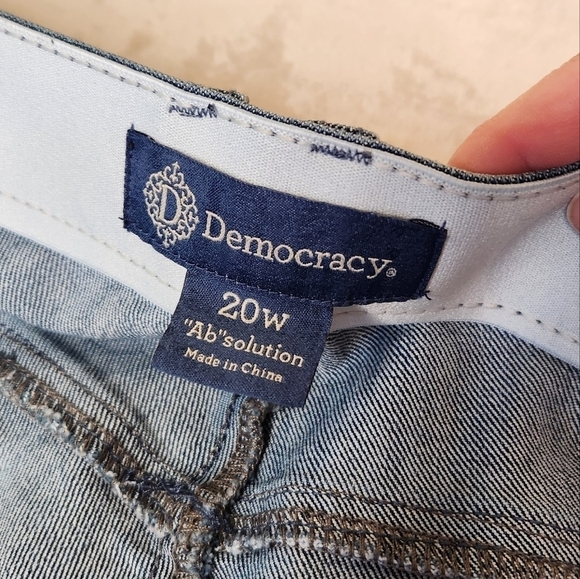 D
Democracy®
20W
"Ab"solution
Made in China